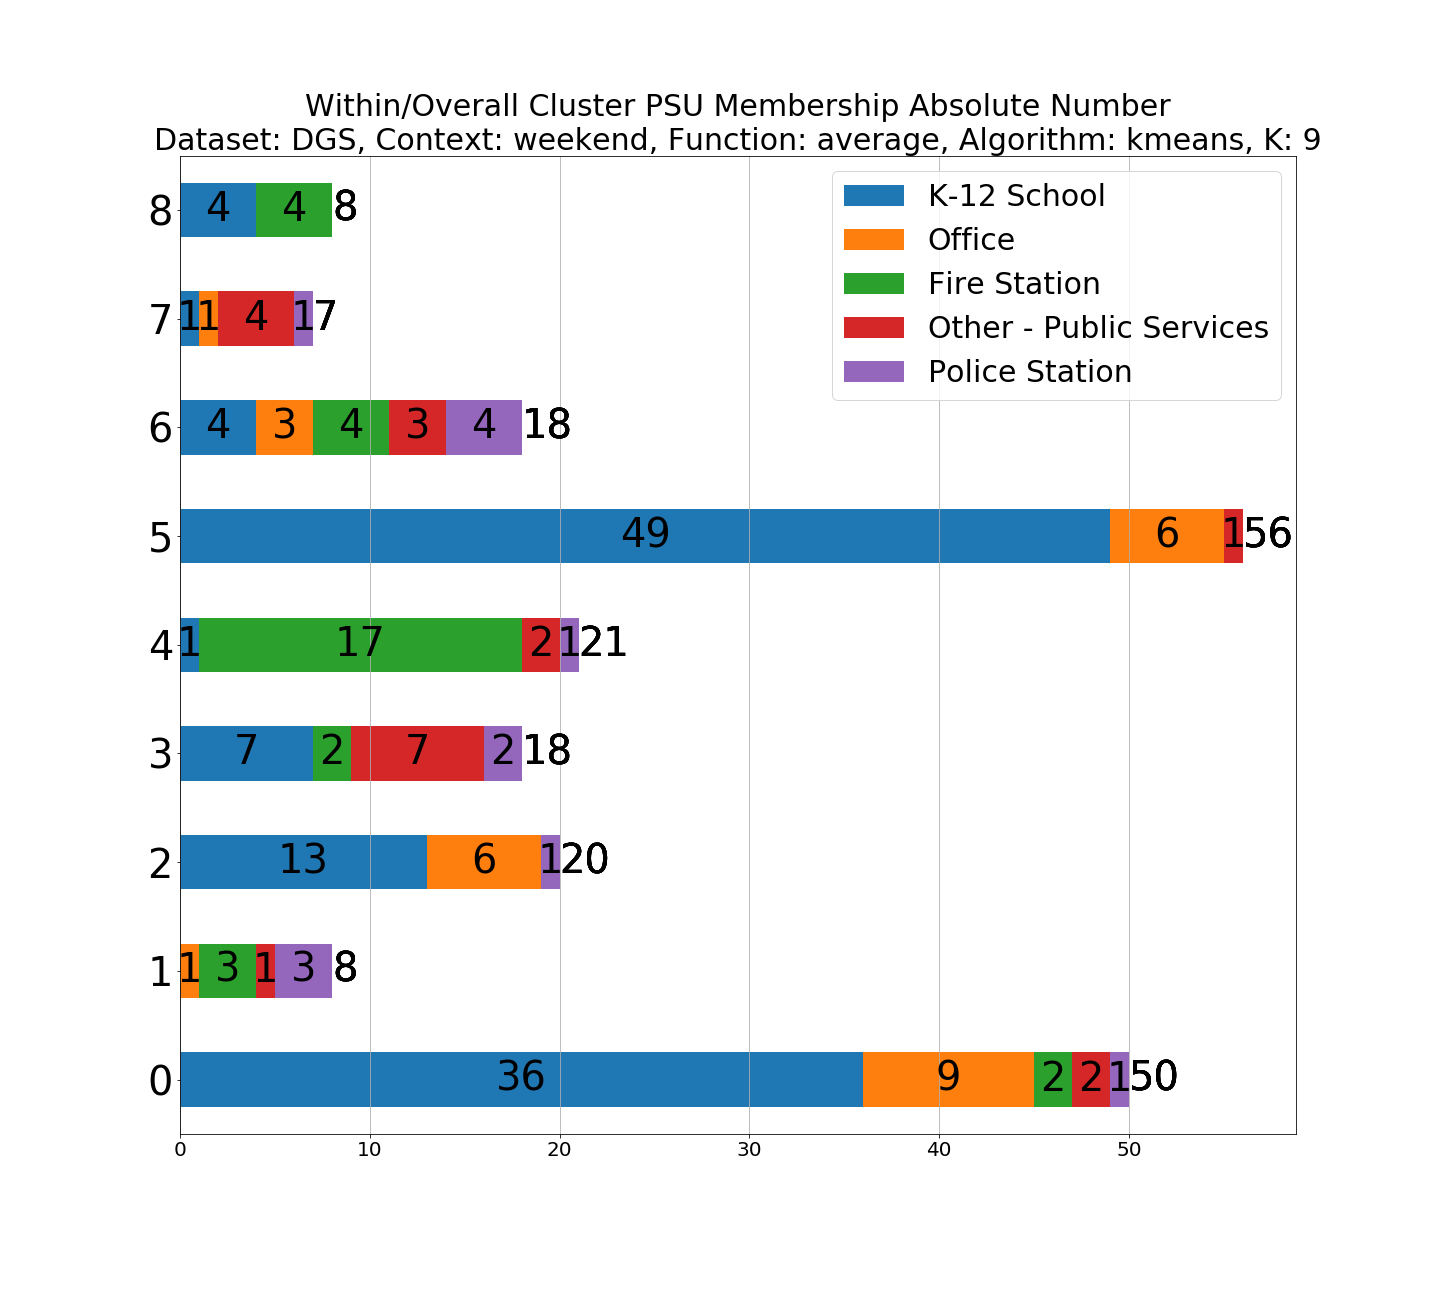 Within/Overall Cluster PSU Membership Absolute Number
Dataset: DGS, Context: weekend, Function: average, Algorithm: kmeans, K: 9
K-12 School
Office
Fire Station
Other - Public Services
Police Station
8 4 4 8
7 1 1 4 1 7
6 4 3 4 3 4 18
5 49 6 1 56
4 1 17 2 1 21
3 7 2 7 2 18
2 13 6 1 20
1 1 3 1 3 8
0 36 9 2 2 1 50
0 10 20 30 40 50